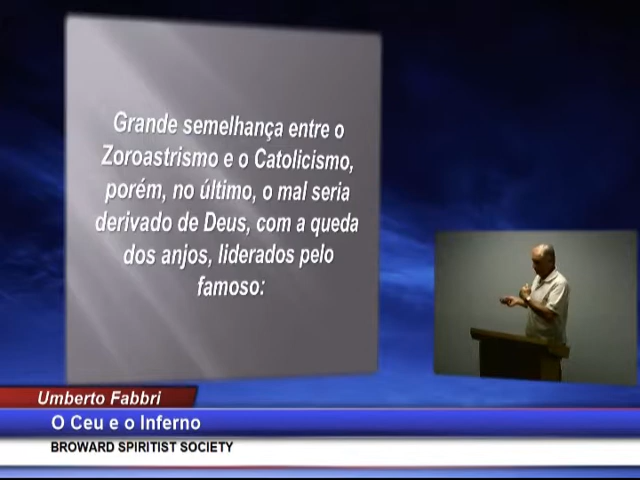 Grande semelhança entre o
Zoroastrismo e o Catolicismo,
porém, no último, o mal seria
derivado de Deus, com a queda
dos anjos, liderados pelo
famoso:
Umberto Fabbri
O Ceu e o Inferno
BROWARD SPIRITIST SOCIETY